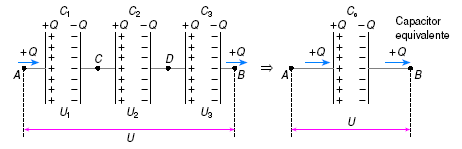 C₁ C₂ C₃ Cₑ
+Q −Q +Q −Q +Q −Q +Q −Q Capacitor
equivalente
+Q +Q +Q +Q
A C D B ⇒ A B
U₁ U₂ U₃ U
U